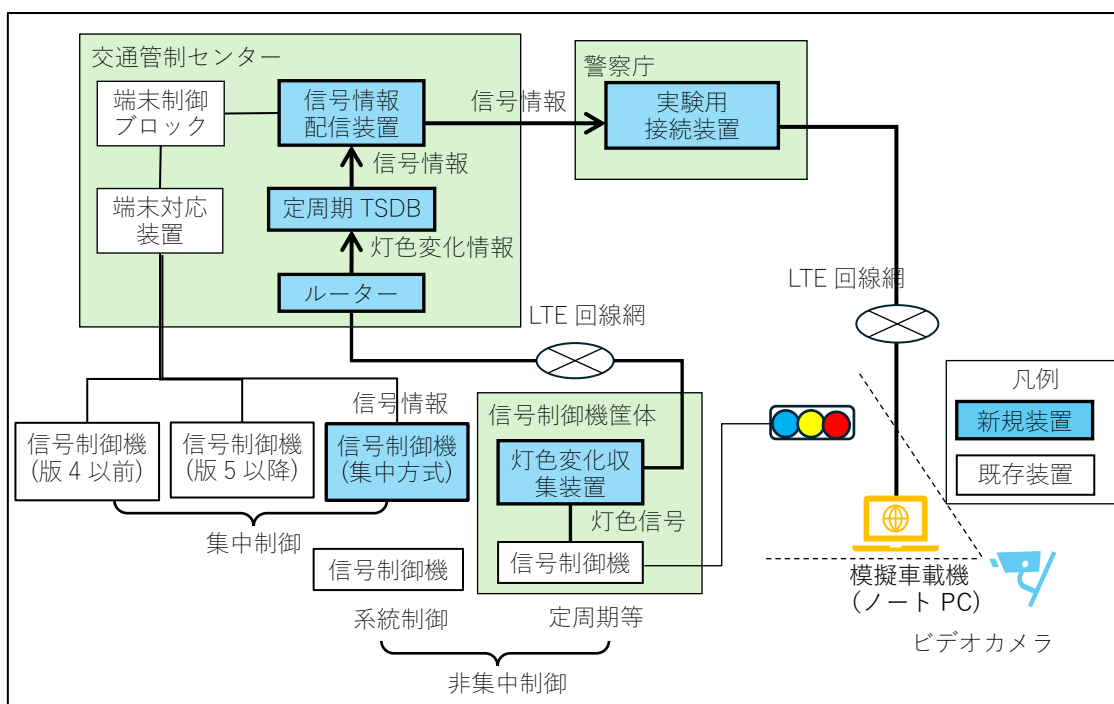 交通管制センター
端末制御
ブロック
信号情報
配信装置
信号情報
警察庁
実験用
接続装置
信号情報
端末対応
装置
定周期 TSDB
灯色変化情報
ルーター
LTE 回線網
LTE 回線網
凡例
新規装置
既存装置
信号情報
信号制御機
(版 4 以前)
信号制御機
(版 5 以降)
信号制御機
(集中方式)
集中制御
信号制御機筐体
灯色変化収
集装置
灯色信号
信号制御機
信号制御機
系統制御
定周期等
非集中制御
模擬車載機
(ノート PC)
ビデオカメラ